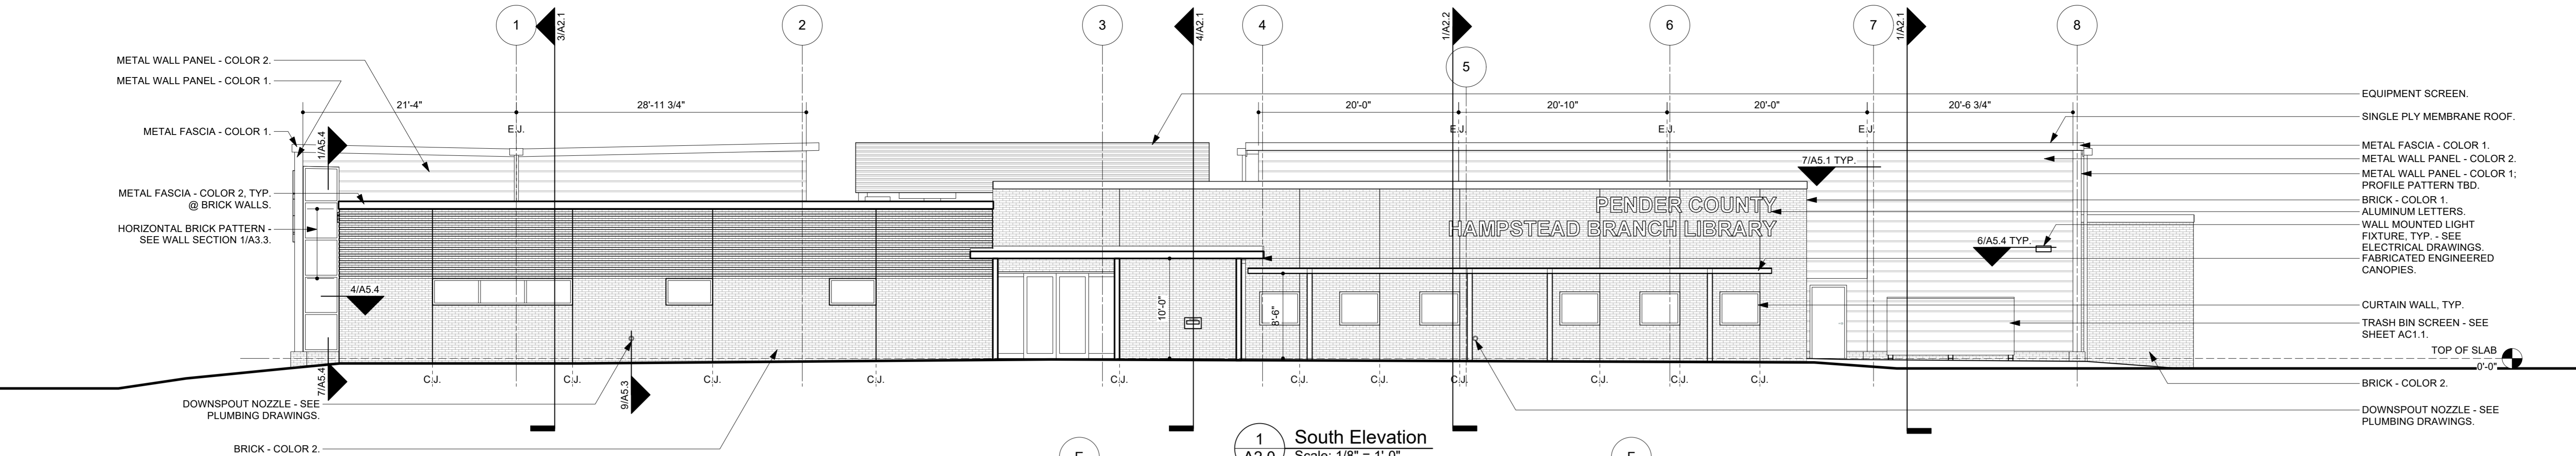 1
3/A2.1
2
3
4/A2.1
4
1/A2.2
5
6
7
1/A2.1
8
METAL WALL PANEL - COLOR 2.
METAL WALL PANEL - COLOR 1.
METAL FASCIA - COLOR 1.
METAL FASCIA - COLOR 2, TYP.
@ BRICK WALLS.
HORIZONTAL BRICK PATTERN -
SEE WALL SECTION 1/A3.3.
21'-4"
28'-11 3/4"
20'-0"
20'-10"
20'-0"
20'-6 3/4"
E.J.
E.J.
E.J.
E.J.
1/A5.4
4/A5.4
7/A5.4
9/A5.3
7/A5.1 TYP.
6/A5.4 TYP.
PENDER COUNTY
HAMPSTEAD BRANCH LIBRARY
10'-0"
8'-6"
EQUIPMENT SCREEN.
SINGLE PLY MEMBRANE ROOF.
METAL FASCIA - COLOR 1.
METAL WALL PANEL - COLOR 2.
METAL WALL PANEL - COLOR 1;
PROFILE PATTERN TBD.
BRICK - COLOR 1.
ALUMINUM LETTERS.
WALL MOUNTED LIGHT
FIXTURE, TYP. - SEE
ELECTRICAL DRAWINGS.
FABRICATED ENGINEERED
CANOPIES.
CURTAIN WALL, TYP.
TRASH BIN SCREEN - SEE
SHEET AC1.1.
TOP OF SLAB
0'-0"
BRICK - COLOR 2.
DOWNSPOUT NOZZLE - SEE
PLUMBING DRAWINGS.
C.J.
C.J.
C.J.
C.J.
C.J.
C.J.
C.J.
C.J.
C.J.
C.J.
C.J.
DOWNSPOUT NOZZLE - SEE
PLUMBING DRAWINGS.
BRICK - COLOR 2.
1
A2.0
South Elevation
Scale: 1/8" = 1'-0"